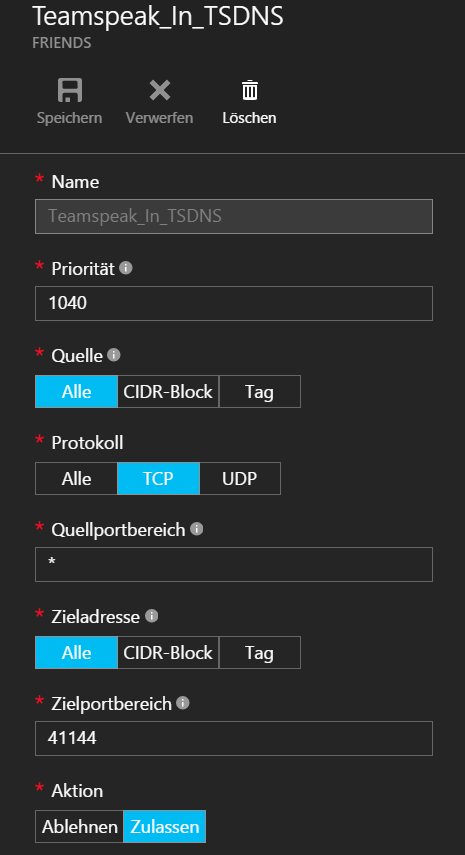 Teamspeak_In_TSDNS
FRIENDS
Speichern Verwerfen Löschen
* Name
Teamspeak_In_TSDNS
* Priorität
1040
* Quelle
Alle CIDR-Block Tag
* Protokoll
Alle TCP UDP
* Quellportbereich
*
* Zieladresse
Alle CIDR-Block Tag
* Zielportbereich
41144
* Aktion
Ablehnen Zulassen